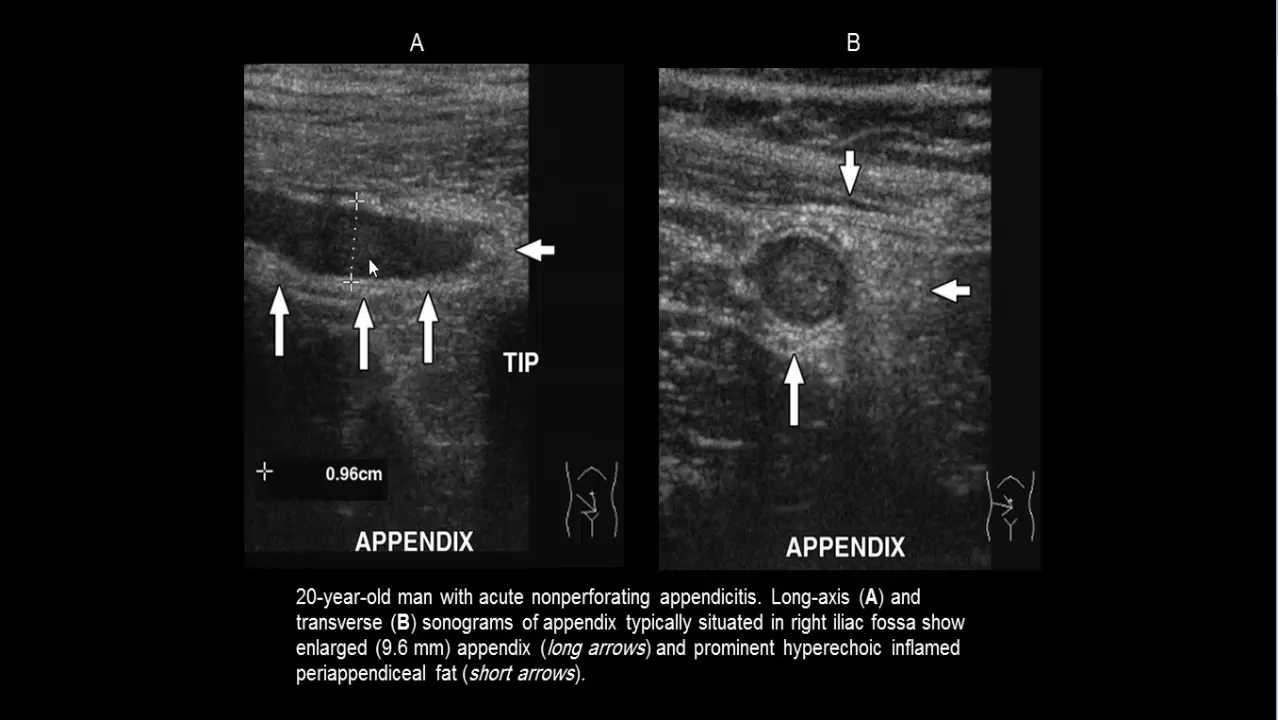 A
B
TIP
0.96cm
APPENDIX
APPENDIX
20-year-old man with acute nonperforating appendicitis. Long-axis (A) and
transverse (B) sonograms of appendix typically situated in right iliac fossa show
enlarged (9.6 mm) appendix (long arrows) and prominent hyperechoic inflamed
periappendiceal fat (short arrows).